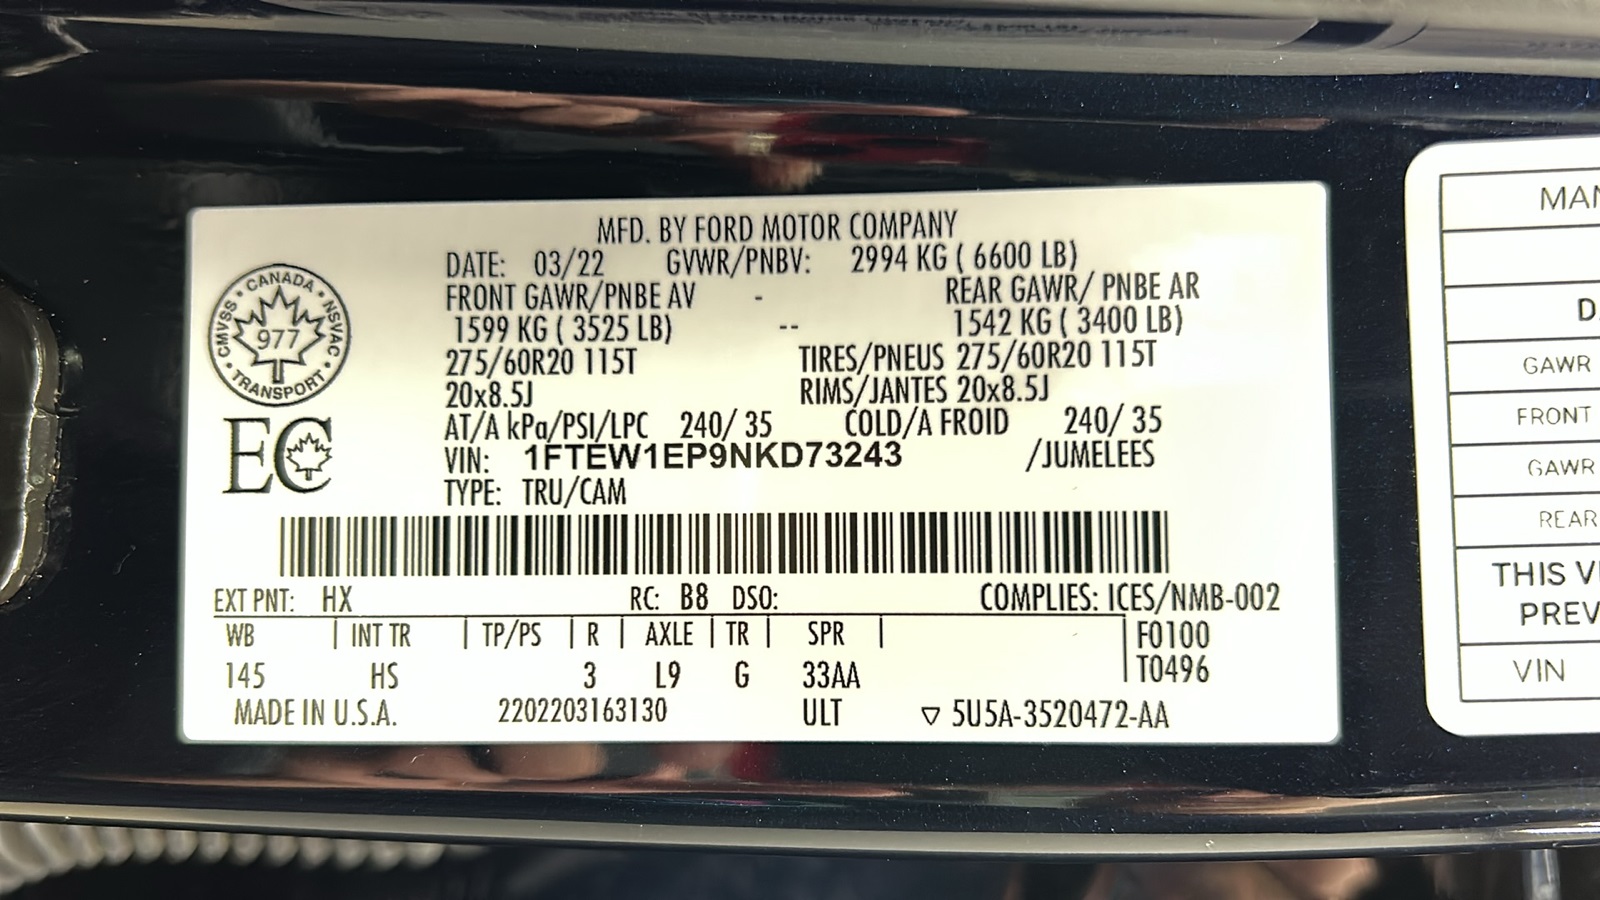 MFD. BY FORD MOTOR COMPANY
DATE: 03/22 GVWR/PNBV: 2994 KG ( 6600 LB)
FRONT GAWR/PNBE AV - REAR GAWR/ PNBE AR
1599 KG ( 3525 LB) -- 1542 KG ( 3400 LB)
275/60R20 115T TIRES/PNEUS 275/60R20 115T
20x8.5J RIMS/JANTES 20x8.5J
AT/A kPa/PSI/LPC 240/ 35 COLD/A FROID 240/ 35
VIN: 1FTEW1EP9NKD73243 /JUMELEES
TYPE: TRU/CAM
CANADA
CMVSS
NSVAC
977
TRANSPORT
EC
EXT PNT: HX RC: B8 DSO: COMPLIES: ICES/NMB-002
WB | INT TR | TP/PS | R | AXLE | TR | SPR | F0100
145 HS 3 L9 G 33AA T0496
MADE IN U.S.A. 2202203163130 ULT ▽ 5U5A-3520472-AA
MAN
D
GAWR
FRONT
GAWR
REAR
THIS VE
PREV
VIN